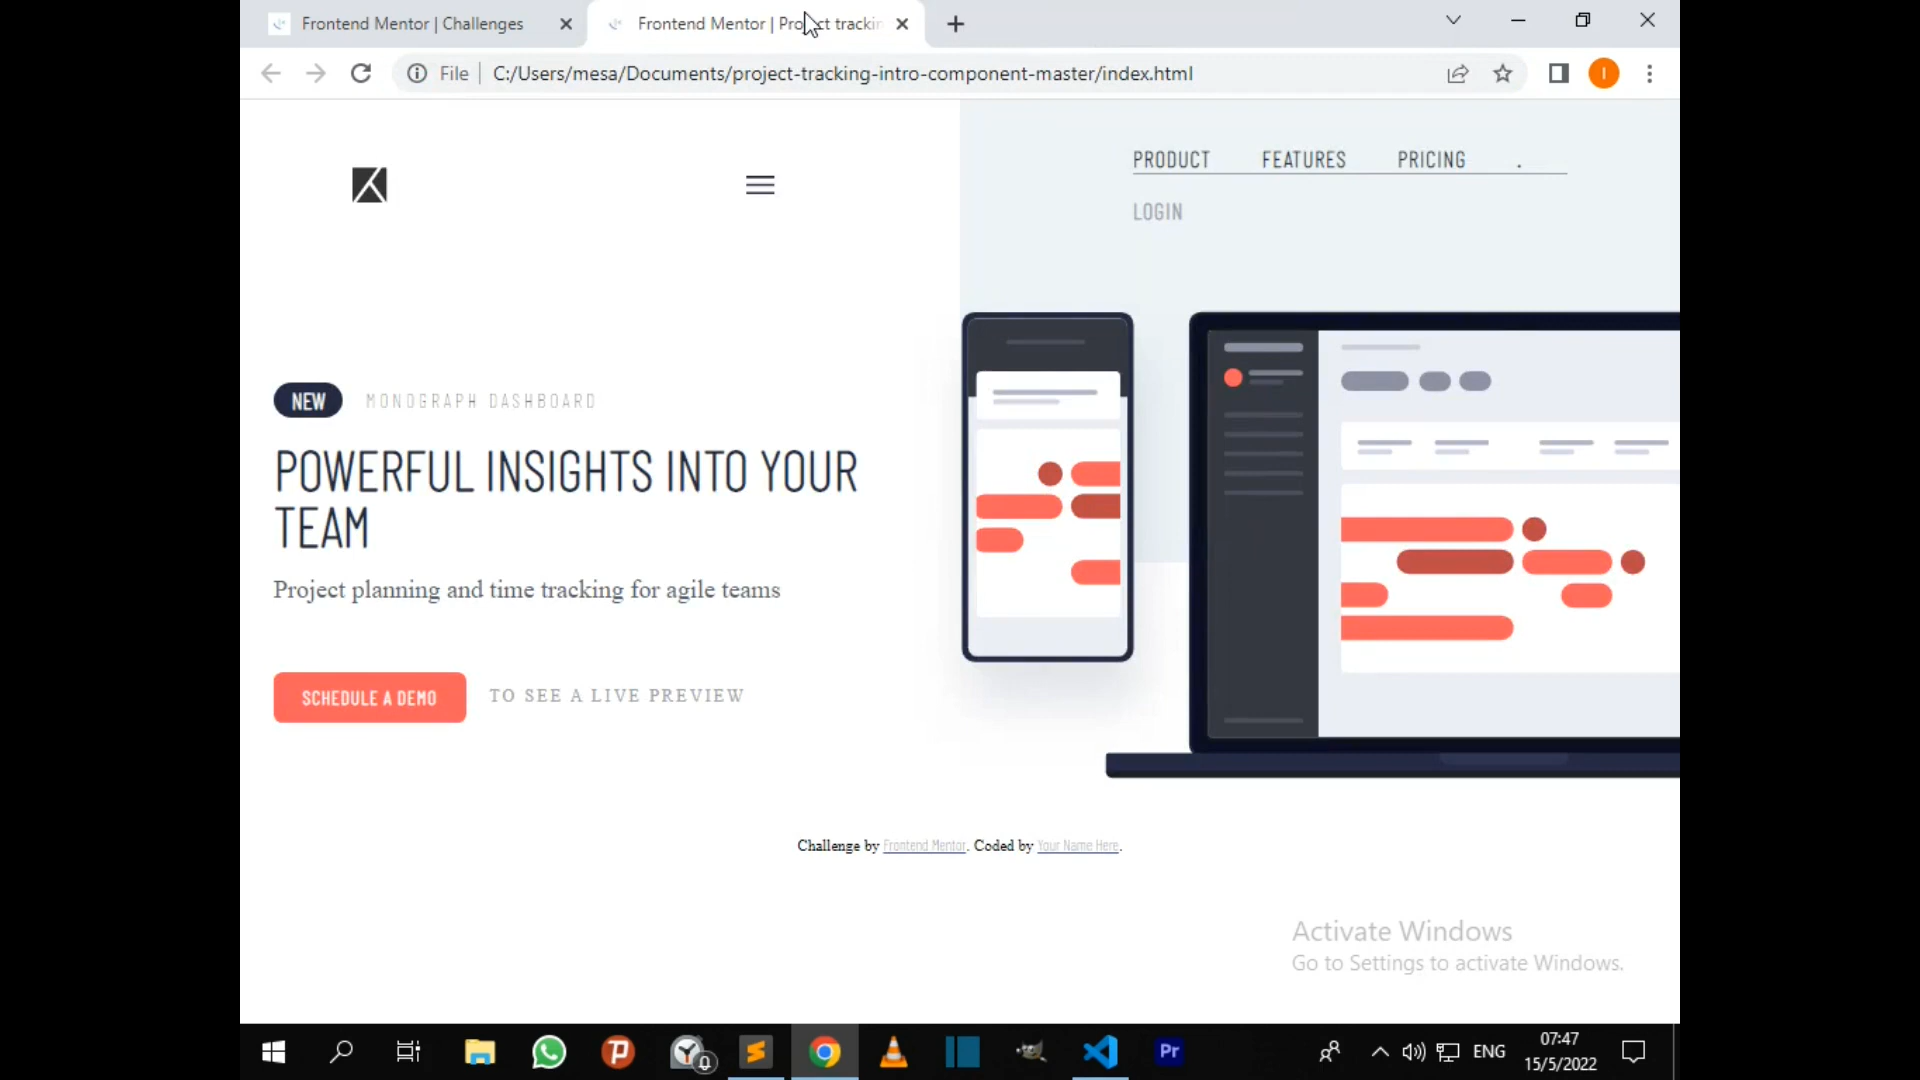 Frontend Mentor | Challenges
Frontend Mentor | Project trackin
File
C:/Users/mesa/Documents/project-tracking-intro-component-master/index.html
I
PRODUCT FEATURES PRICING .
LOGIN
NEW MONOGRAPH DASHBOARD
POWERFUL INSIGHTS INTO YOUR
TEAM
Project planning and time tracking for agile teams
SCHEDULE A DEMO TO SEE A LIVE PREVIEW
Challenge by Frontend Mentor. Coded by Your Name Here.
Activate Windows
Go to Settings to activate Windows.
Pr
ENG
07:47
15/5/2022